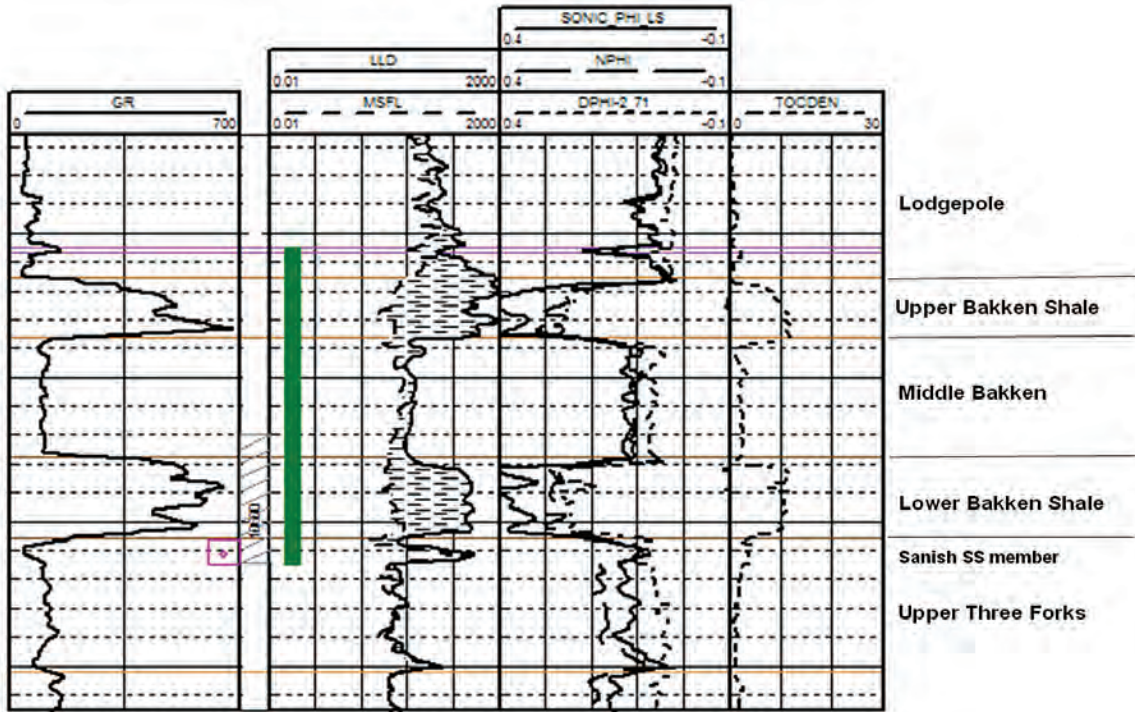 SONIC_PHI_LS
0.4 -0.1
LLD NPHI
0.01 2000 0.4 -0.1
GR MSFL DPHI-2_71 TOCDEN
0 700 0.01 2000 0.4 -0.1 0 30
Lodgepole
Upper Bakken Shale
Middle Bakken
Lower Bakken Shale
Sanish SS member
Upper Three Forks